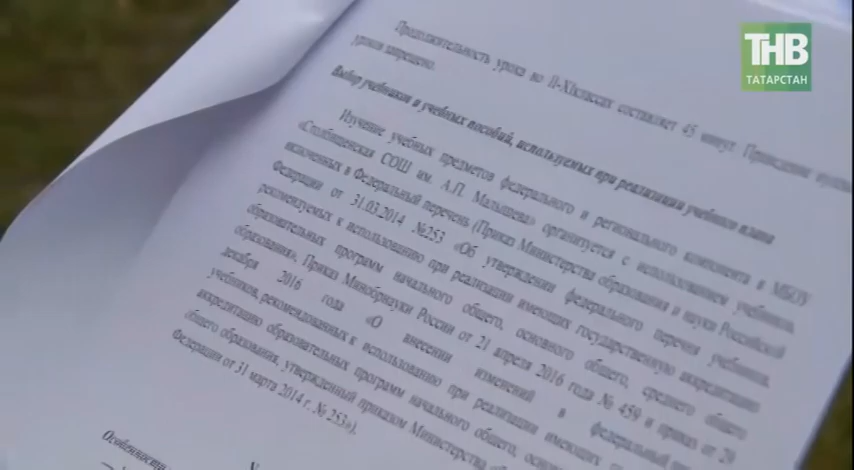 ТНВ
ТАТАРСТАН
Продолжительность урока во II-XIклассах составляет 45 минут. Проведение
уроков запрещено.
Выбор учебников и учебных пособий, используемых при реализации учебного плана
Изучение учебных предметов федерального и регионального компонента в МБОУ
«Столбищенская СОШ им. А.П. Малышева» организуется с использованием учебников,
включенных в Федеральный перечень (Приказ Министерства образования и науки Российской
Федерации от 31.03.2014 №253 «Об утверждении федерального перечня учебников,
рекомендуемых к использованию при реализации имеющих государственную аккредитацию
образовательных программ начального общего, основного общего, среднего общего
образования», Приказ Минобрнауки России от 21 апреля 2016 года № 459 и приказ от 29
декабря 2016 года «О внесении изменений в федеральный
учебников, рекомендованных к использованию при реализации имеющих
аккредитацию образовательных программ начального общего,
общего образования, утвержденный приказом Министерства
Федерации от 31 марта 2014 г. № 253»).